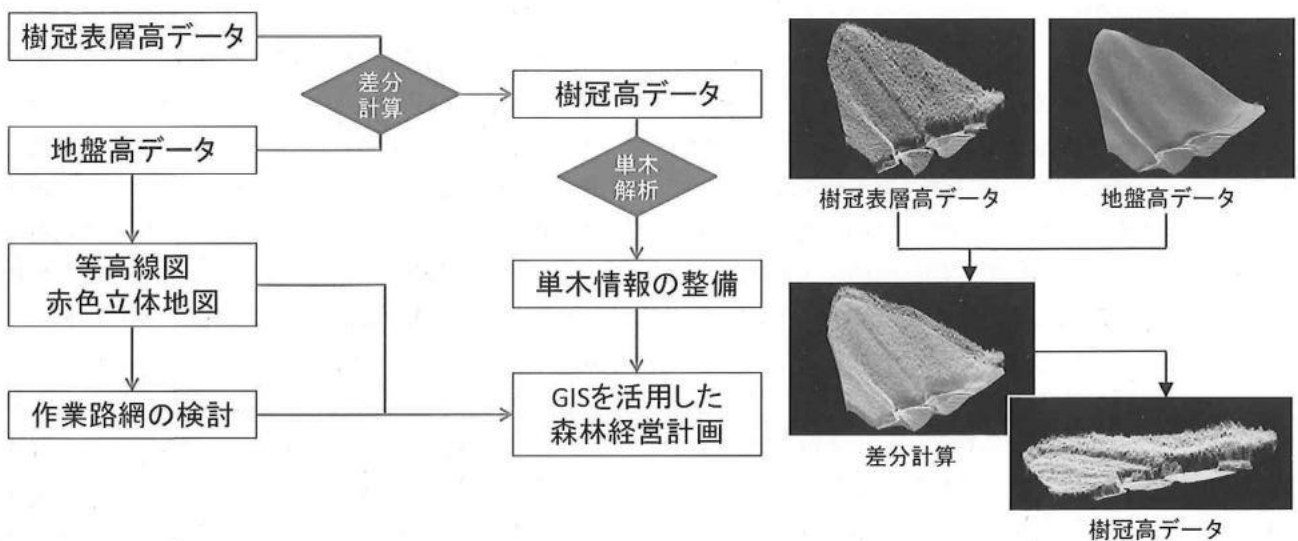 樹冠表層高データ
差分
計算
樹冠高データ
地盤高データ
単木
解析
等高線図
赤色立体地図
単木情報の整備
作業路網の検討
GISを活用した
森林経営計画
樹冠表層高データ
地盤高データ
差分計算
樹冠高データ